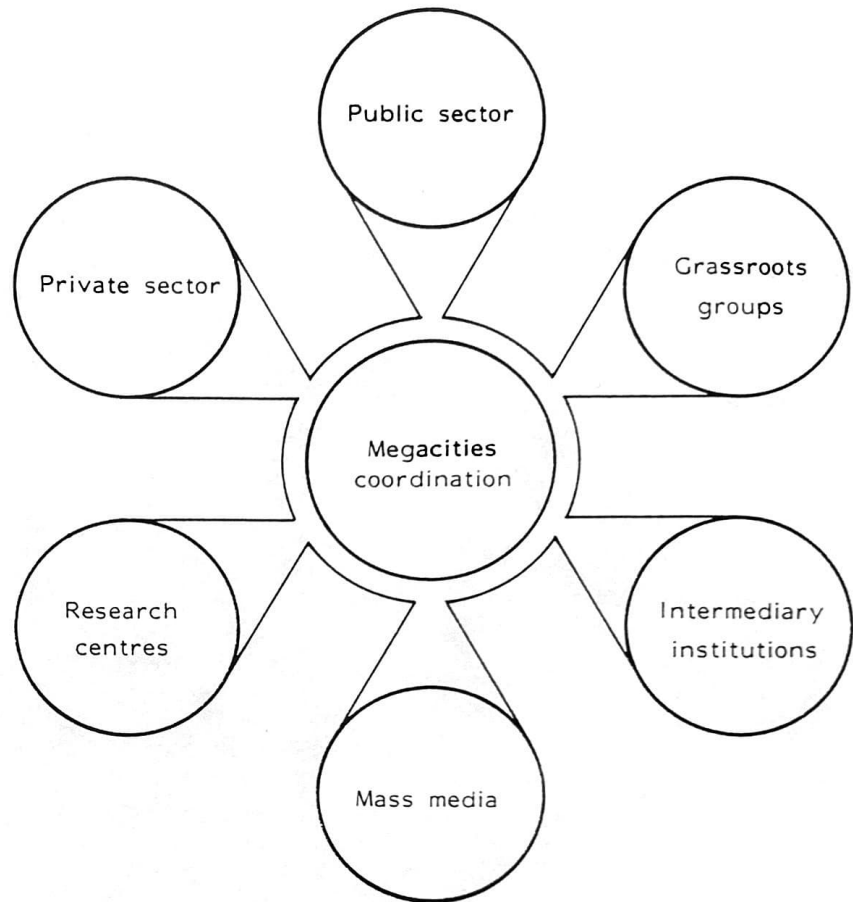 Public sector
Private sector
Grassroots
groups
Megacities
coordination
Research
centres
Intermediary
institutions
Mass media